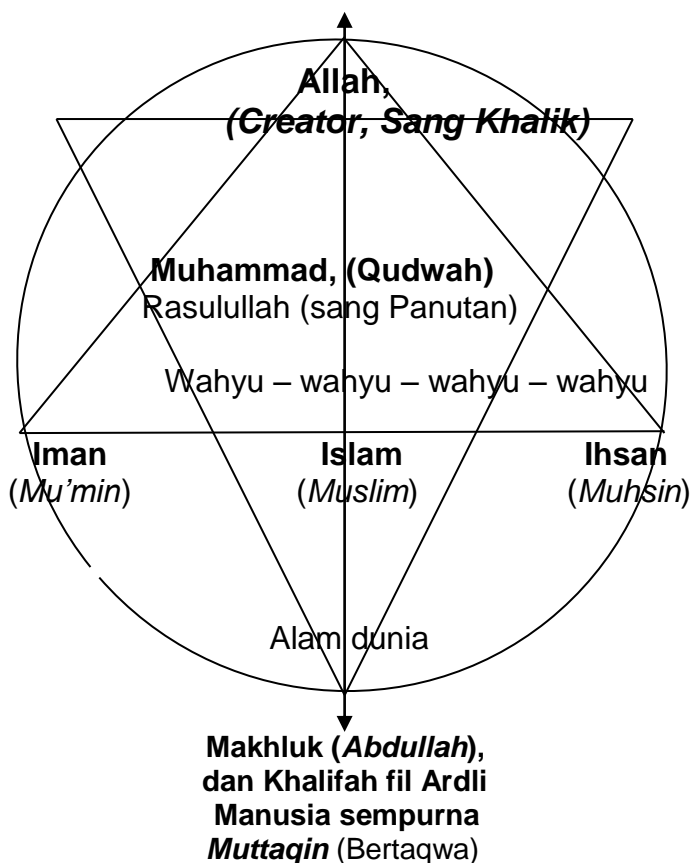 Allah,
(Creator, Sang Khalik)
Muhammad, (Qudwah)
Rasulullah (sang Panutan)
Wahyu – wahyu – wahyu – wahyu
Iman Islam Ihsan
(Mu’min) (Muslim) (Muhsin)
Alam dunia
Makhluk (Abdullah),
dan Khalifah fil Ardli
Manusia sempurna
Muttaqin (Bertaqwa)